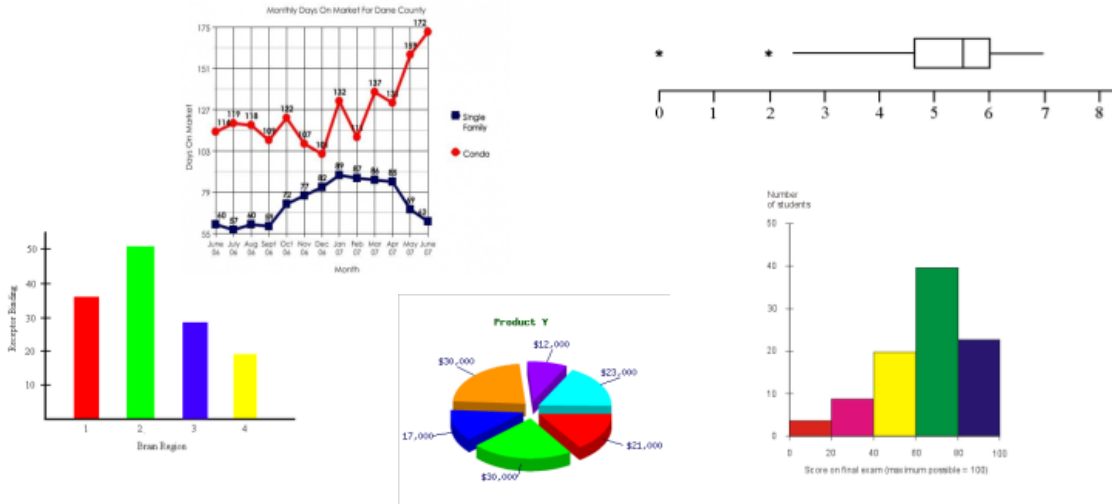 Monthly Days On Market For Dane County
175
151
127
103
79
55
Days On Market
119
118
109
122
107
132
137
172
60
57
60
72
77
82
89
87
86
85
69
62
June 06
July 06
Aug 06
Sept 06
Oct 06
Nov 06
Dec 06
Jan 07
Feb 07
Mar 07
Apr 07
May 07
June 07
Month
Single
Family
Condo
* *
0 1 2 3 4 5 6 7 8
Receptor Binding
50
40
30
20
10
1 2 3 4
Brain Region
Product Y
$12,000
$30,000
$23,000
17,000
$21,000
$30,000
Number
of students
50
40
30
20
10
0
0 20 40 60 80 100
Score on final exam (maximum possible = 100)